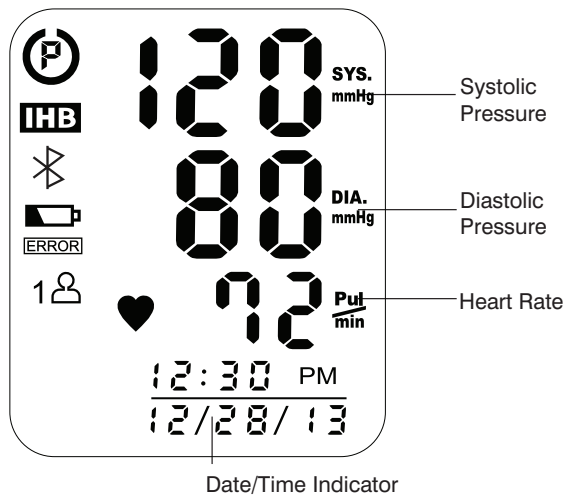 P
120 SYS. mmHg
Systolic Pressure
IHB
80 DIA. mmHg
Diastolic Pressure
ERROR
1
72 Pul/min
Heart Rate
12:30 PM
12/28/13
Date/Time Indicator